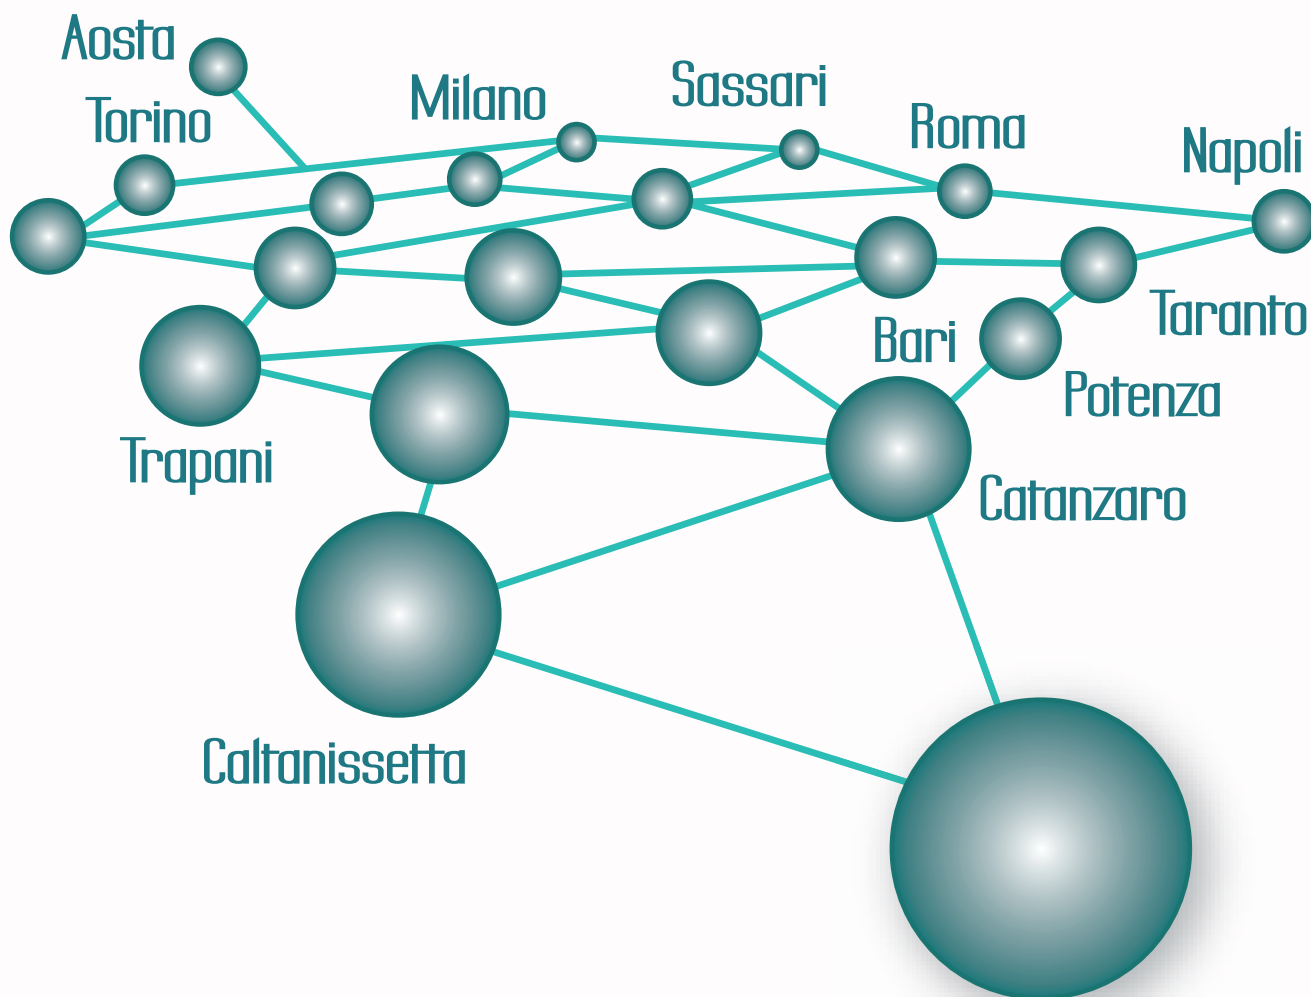 Aosta
Torino
Milano
Sassari
Roma
Napoli
Taranto
Bari
Potenza
Trapani
Catanzaro
Caltanissetta